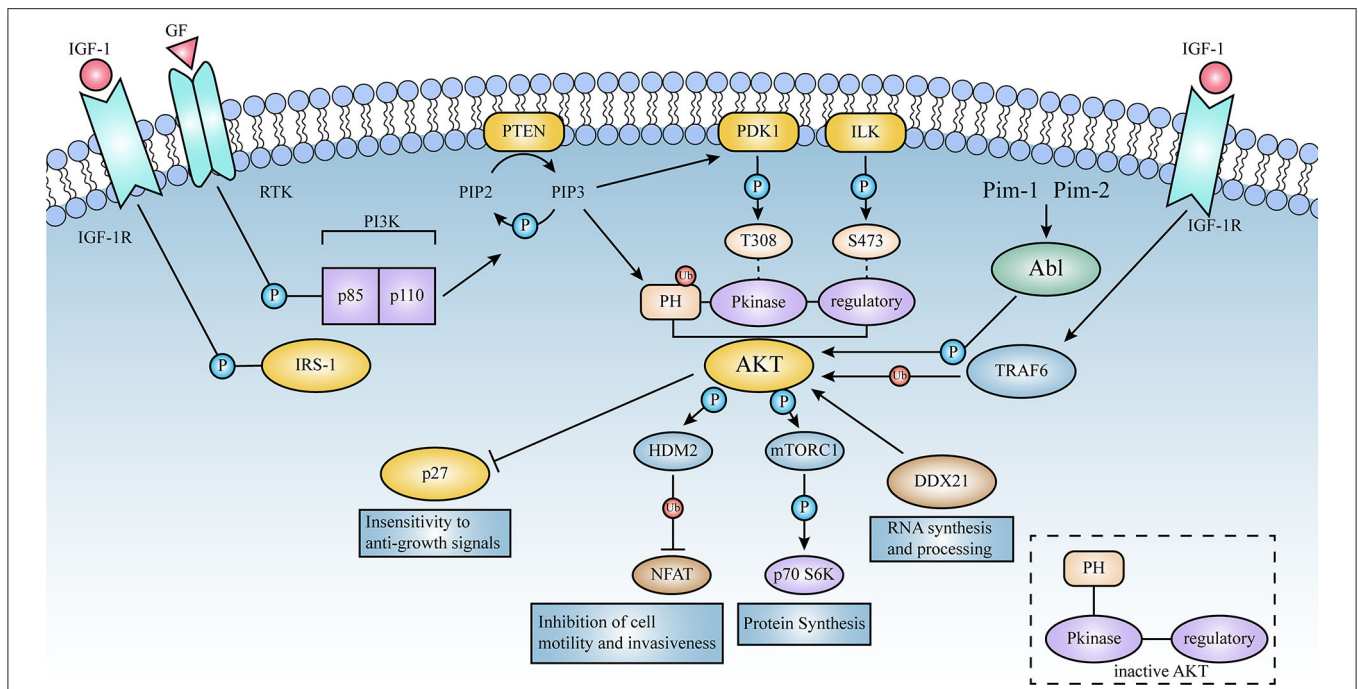 GF
IGF-1
IGF-1
PTEN
PDK1
ILK
RTK
PIP2
PIP3
P
P
Pim-1 Pim-2
IGF-1R
IGF-1R
PI3K
P
T308
S473
Abl
Ub
P
p85
p110
PH
Pkinase
regulatory
P
IRS-1
AKT
P
Ub
TRAF6
P
P
HDM2
mTORC1
p27
DDX21
Ub
P
Insensitivity to
anti-growth signals
RNA synthesis
and processing
NFAT
p70 S6K
PH
Inhibition of cell
motility and invasiveness
Protein Synthesis
Pkinase
regulatory
inactive AKT